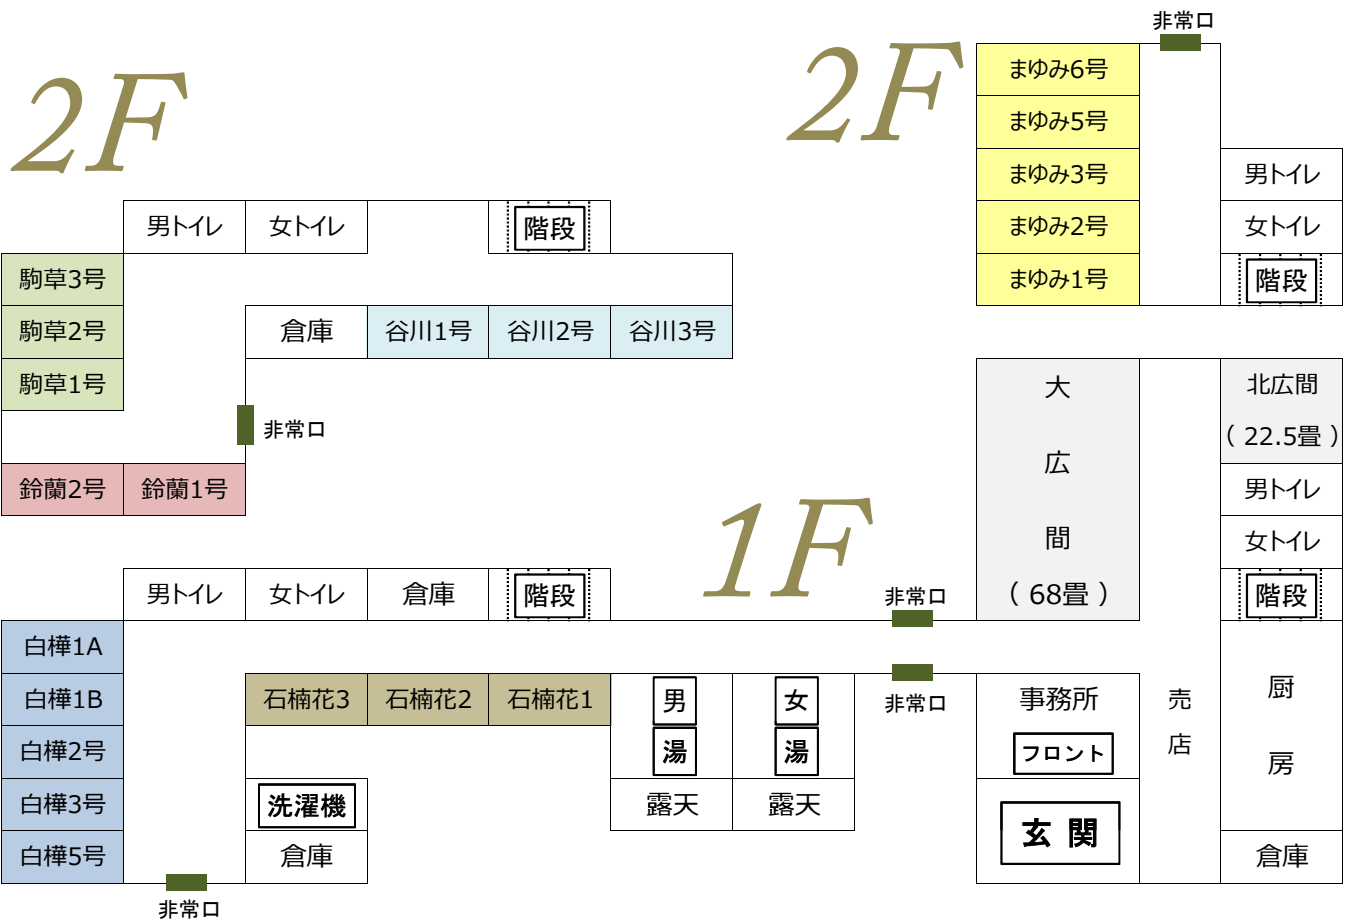 2F
男トイレ
女トイレ
階段
駒草3号
駒草2号
倉庫
谷川1号
谷川2号
谷川3号
駒草1号
非常口
鈴蘭2号
鈴蘭1号
2F
非常口
まゆみ6号
まゆみ5号
まゆみ3号
男トイレ
まゆみ2号
女トイレ
まゆみ1号
階段
1F
大広間
（ 68畳 ）
北広間
（ 22.5畳 ）
男トイレ
女トイレ
階段
男トイレ
女トイレ
倉庫
階段
非常口
白樺1A
白樺1B
石楠花3
石楠花2
石楠花1
男湯
女湯
非常口
事務所
フロント
売店
厨房
白樺2号
白樺3号
洗濯機
露天
露天
玄関
白樺5号
倉庫
倉庫
非常口